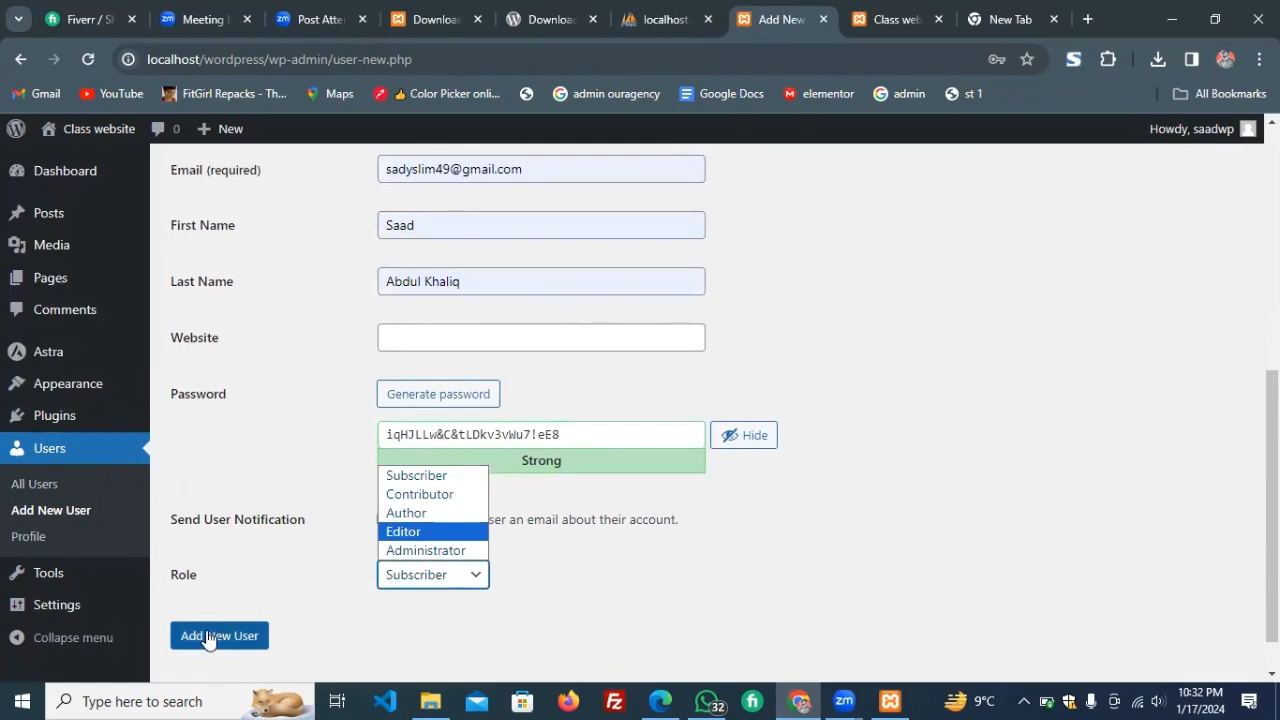 Fiverr / S
Meeting
Post Atte
Download
Download
localhost
Add New
Class web
New Tab
localhost/wordpress/wp-admin/user-new.php
Gmail
YouTube
FitGirl Repacks - Th...
Maps
Color Picker onli...
admin ouragency
Google Docs
elementor
admin
st 1
All Bookmarks
Class website
0
New
Howdy, saadwp
Dashboard
Posts
Media
Pages
Comments
Astra
Appearance
Plugins
Users
All Users
Add New User
Profile
Tools
Settings
Collapse menu
Email (required)
sadyslim49@gmail.com
First Name
Saad
Last Name
Abdul Khaliq
Website
Password
Generate password
iqHJLLw&C&tLDkv3vWu7!eE8
Hide
Strong
Subscriber
Contributor
Author
Editor
Administrator
Send User Notification
ser an email about their account.
Role
Subscriber
Add New User
Type here to search
32
9°C
10:32 PM
1/17/2024